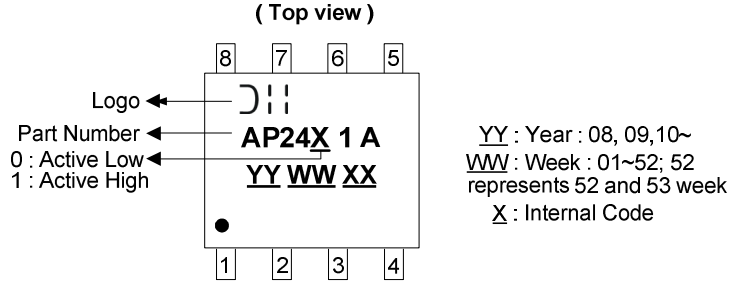 ( Top view )
8 7 6 5
Logo
Part Number
AP24X 1 A
0 : Active Low
1 : Active High
YY WW XX
YY : Year : 08, 09,10~
WW : Week : 01~52; 52
represents 52 and 53 week
X : Internal Code
1 2 3 4